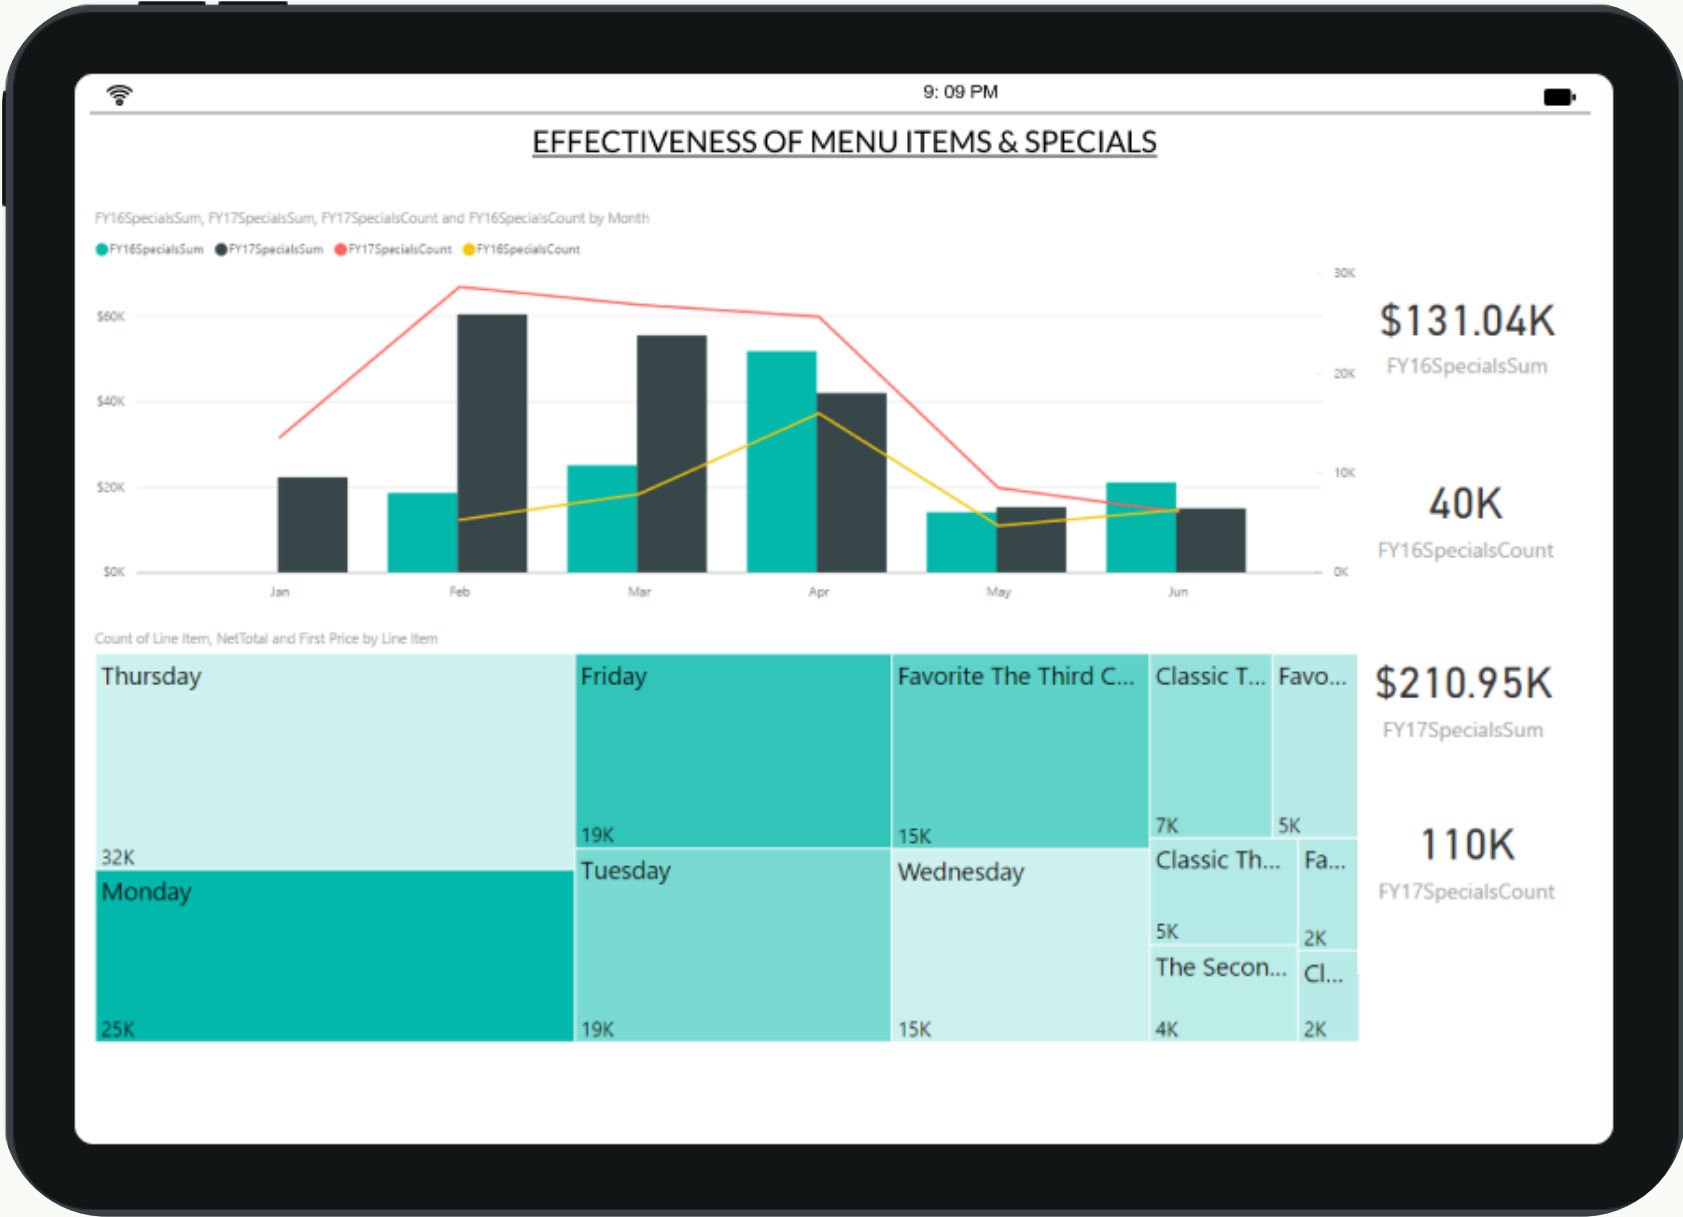 9: 09 PM
EFFECTIVENESS OF MENU ITEMS & SPECIALS
FY16SpecialsSum, FY17SpecialsSum, FY17SpecialsCount and FY16SpecialsCount by Month
FY16SpecialsSum FY17SpecialsSum FY17SpecialsCount FY16SpecialsCount
30K
$60K
20K
$40K
10K
$20K
$0K
0K
Jan Feb Mar Apr May Jun
$131.04K
FY16SpecialsSum
40K
FY16SpecialsCount
Count of Line Item, NetTotal and First Price by Line Item
Thursday
32K
Monday
25K
Friday
19K
Tuesday
19K
Favorite The Third C...
15K
Wednesday
15K
Classic T...
7K
Favo...
5K
Classic Th...
5K
Fa...
2K
The Secon...
4K
Cl...
2K
$210.95K
FY17SpecialsSum
110K
FY17SpecialsCount